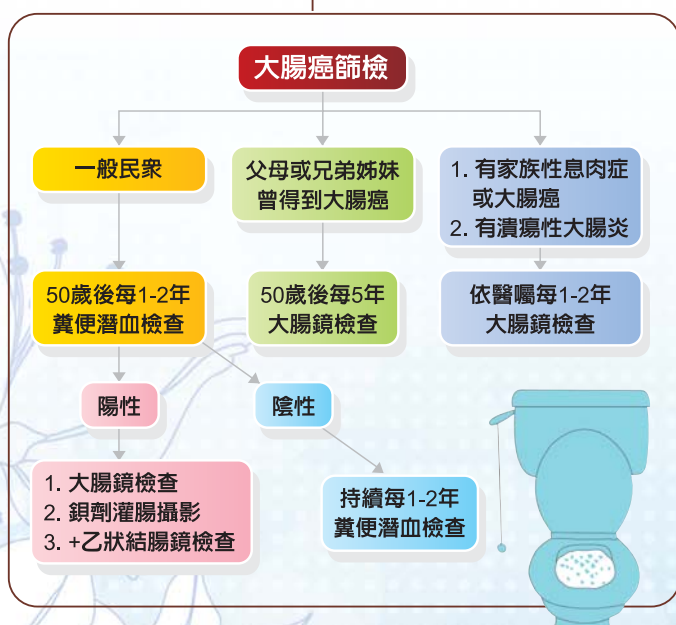 大腸癌篩檢
一般民眾
父母或兄弟姊妹
曾得到大腸癌
1. 有家族性息肉症
或大腸癌
2. 有潰瘍性大腸炎
50歲後每1-2年
糞便潛血檢查
50歲後每5年
大腸鏡檢查
依醫囑每1-2年
大腸鏡檢查
陽性
陰性
1. 大腸鏡檢查
2. 鋇劑灌腸攝影
3. +乙狀結腸鏡檢查
持續每1-2年
糞便潛血檢查